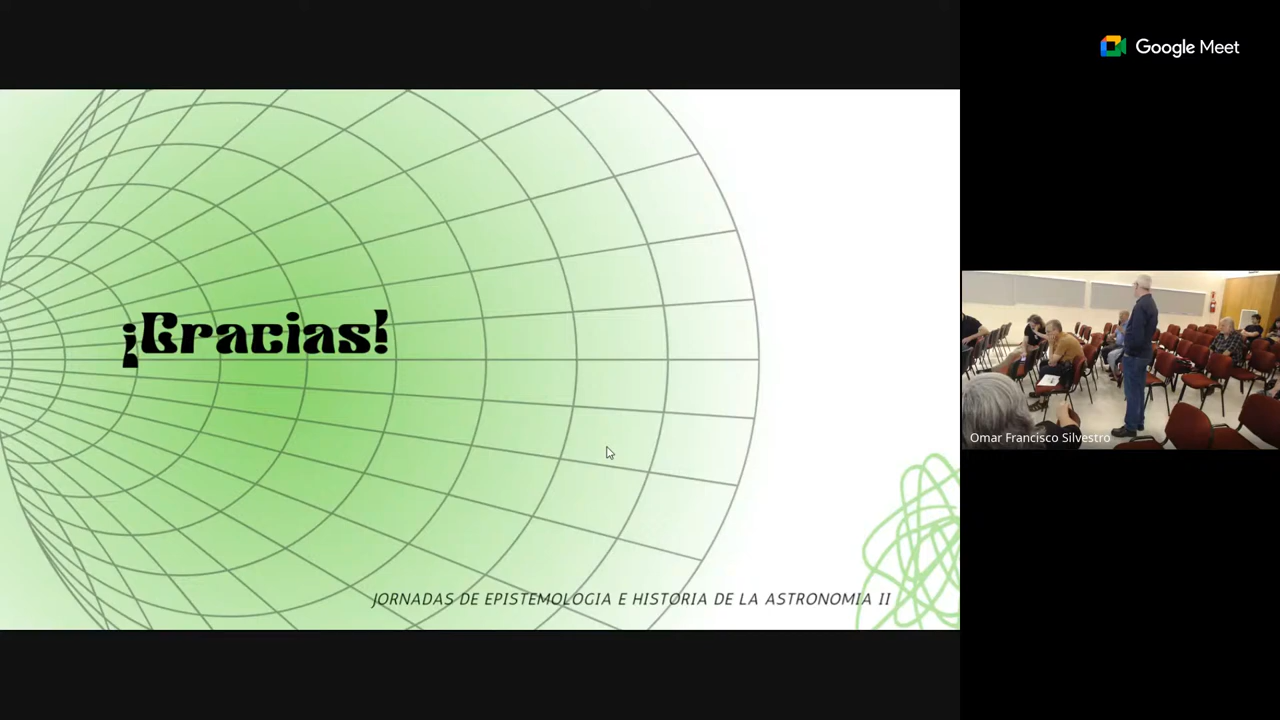 Google Meet
¡Gracias!
Omar Francisco Silvestro
JORNADAS DE EPISTEMOLOGIA E HISTORIA DE LA ASTRONOMIA II